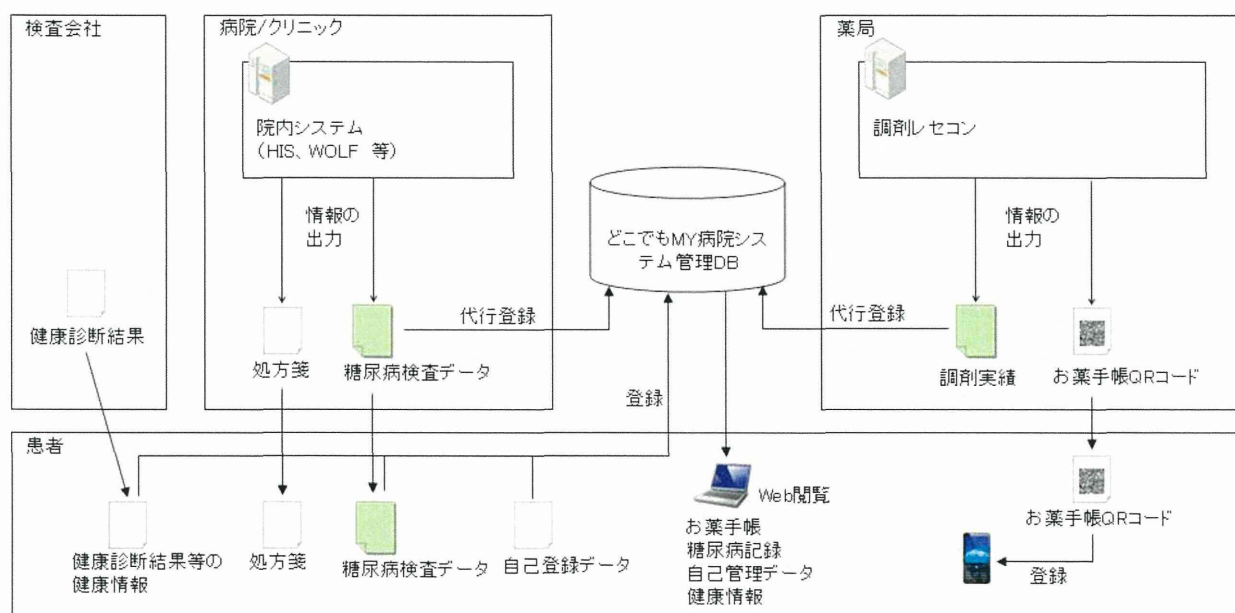 検査会社
病院/クリニック
薬局
院内システム
（HIS、WOLF 等）
調剤レセコン
情報の
出力
情報の
出力
どこでもMY病院シス
テム管理DB
健康診断結果
処方箋
糖尿病検査データ
代行登録
代行登録
調剤実績
お薬手帳QRコード
登録
患者
健康診断結果等の
健康情報
処方箋
糖尿病検査データ
自己登録データ
Web閲覧
お薬手帳
糖尿病記録
自己管理データ
健康情報
お薬手帳QRコード
登録